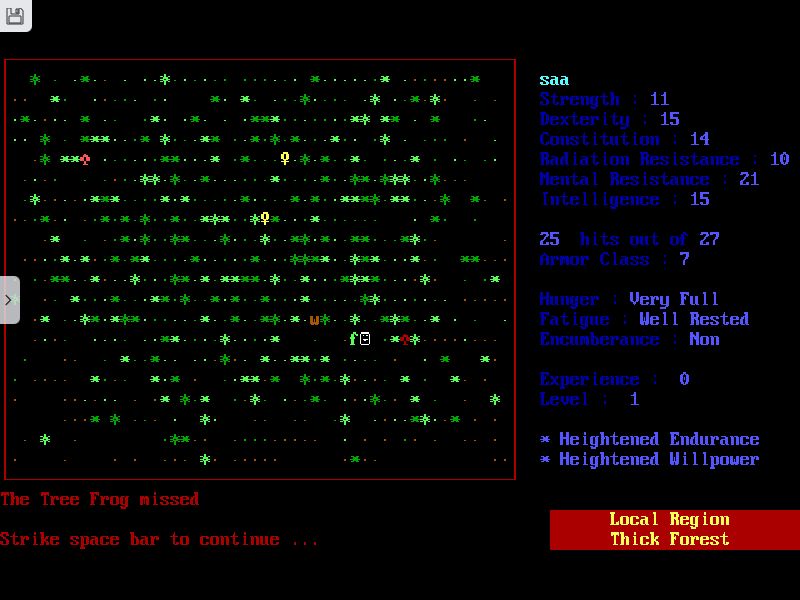 saa
Strength : 11
Dexterity : 15
Constitution : 14
Radiation Resistance : 10
Mental Resistance : 21
Intelligence : 15
25 hits out of 27
Armor Class : 7
Hunger : Very Full
Fatigue : Well Rested
Encumberance : Non
Experience : 0
Level : 1
* Heightened Endurance
* Heightened Willpower
w
f
The Tree Frog missed
Strike space bar to continue ...
Local Region
Thick Forest